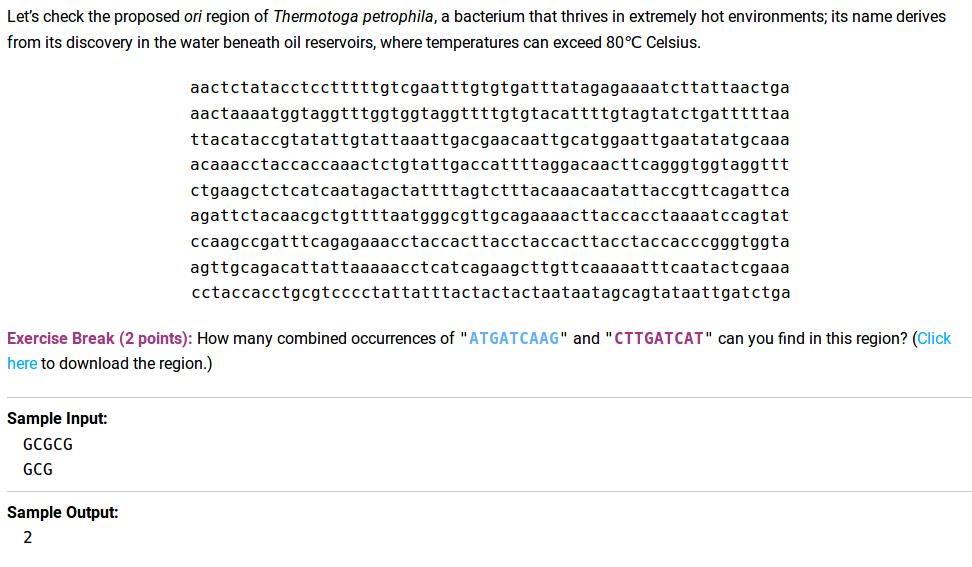 Let's check the proposed ori region of Thermotoga petrophila, a bacterium that thrives in extremely hot environments; its name derives
from its discovery in the water beneath oil reservoirs, where temperatures can exceed 80°C Celsius.
aactctatacctcctttttgtcgaatttgtgtgatttatagagaaaatcttattaactga
aactaaaatggtaggtttggtggtaggttttgtgtacattttgtagtatctgatttttaa
ttacataccgtatattgtattaaattgacgaacaattgcatggaattgaatatatgcaaa
acaaacctaccaccaaactctgtattgaccattttaggacaacttcagggtggtaggttt
ctgaagctctcatcaatagactattttagtctttacaaacaatattaccgttcagattca
agattctacaacgctgttttaatgggcgttgcagaaaacttaccacctaaaatccagtat
ccaagccgatttcagagaaacctaccacttacctaccacttacctaccacccgggtggta
agttgcagacattattaaaaacctcatcagaagcttgttcaaaaatttcaatactcgaaa
cctaccacctgcgtcccctattatttactactactaataatagcagtataattgatctga
Exercise Break (2 points): How many combined occurrences of "ATGATCAAG" and "CTTGATCAT" can you find in this region? (Click
here to download the region.)
Sample Input:
GCGCG
GCG
Sample Output:
2